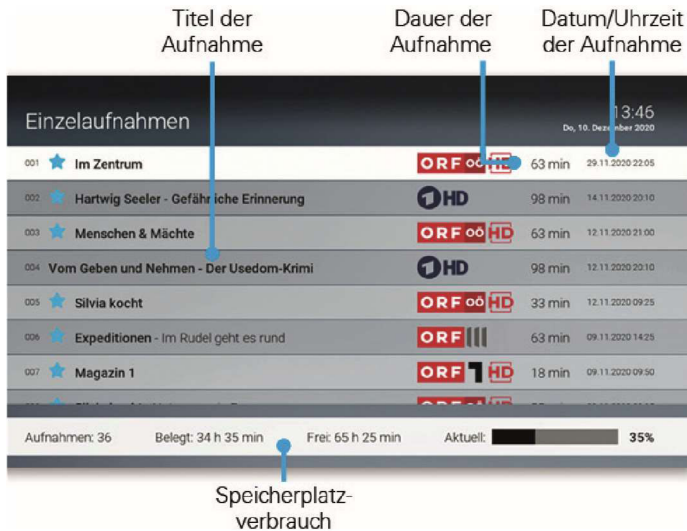 Titel der
Aufnahme
Dauer der
Aufnahme
Datum/Uhrzeit
der Aufnahme
Einzelaufnahmen
13:46
Do, 10. Dezember 2020
001 Im Zentrum ORF OÖ HD 63 min 29.11.2020 22:05
002 Hartwig Seeler - Gefährliche Erinnerung 1 HD 98 min 14.11.2020 20:10
003 Menschen & Mächte ORF OÖ HD 63 min 12.11.2020 21:00
004 Vom Geben und Nehmen - Der Usedom-Krimi 1 HD 98 min 12.11.2020 20:10
005 Silvia kocht ORF OÖ HD 33 min 12.11.2020 09:25
006 Expeditionen - Im Rudel geht es rund ORF III 63 min 09.11.2020 14:25
007 Magazin 1 ORF 1 HD 18 min 09.11.2020 09:50
Aufnahmen: 36 Belegt: 34 h 35 min Frei: 65 h 25 min Aktuell: 35%
Speicherplatz-
verbrauch